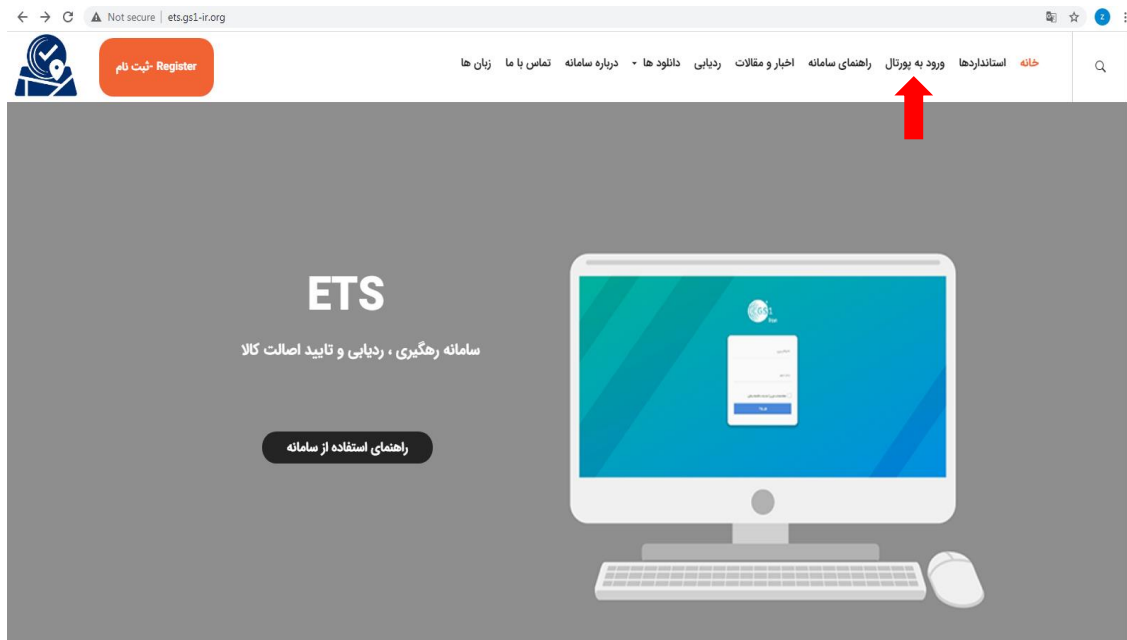 Not secure | ets.gs1-ir.org
خانه استانداردها ورود به پورتال راهنمای سامانه اخبار و مقالات ردیابی دانلود ها درباره سامانه تماس با ما زبان ها
Register -ثبت نام
ETS
سامانه رهگیری ، ردیابی و تایید اصالت کالا
راهنمای استفاده از سامانه